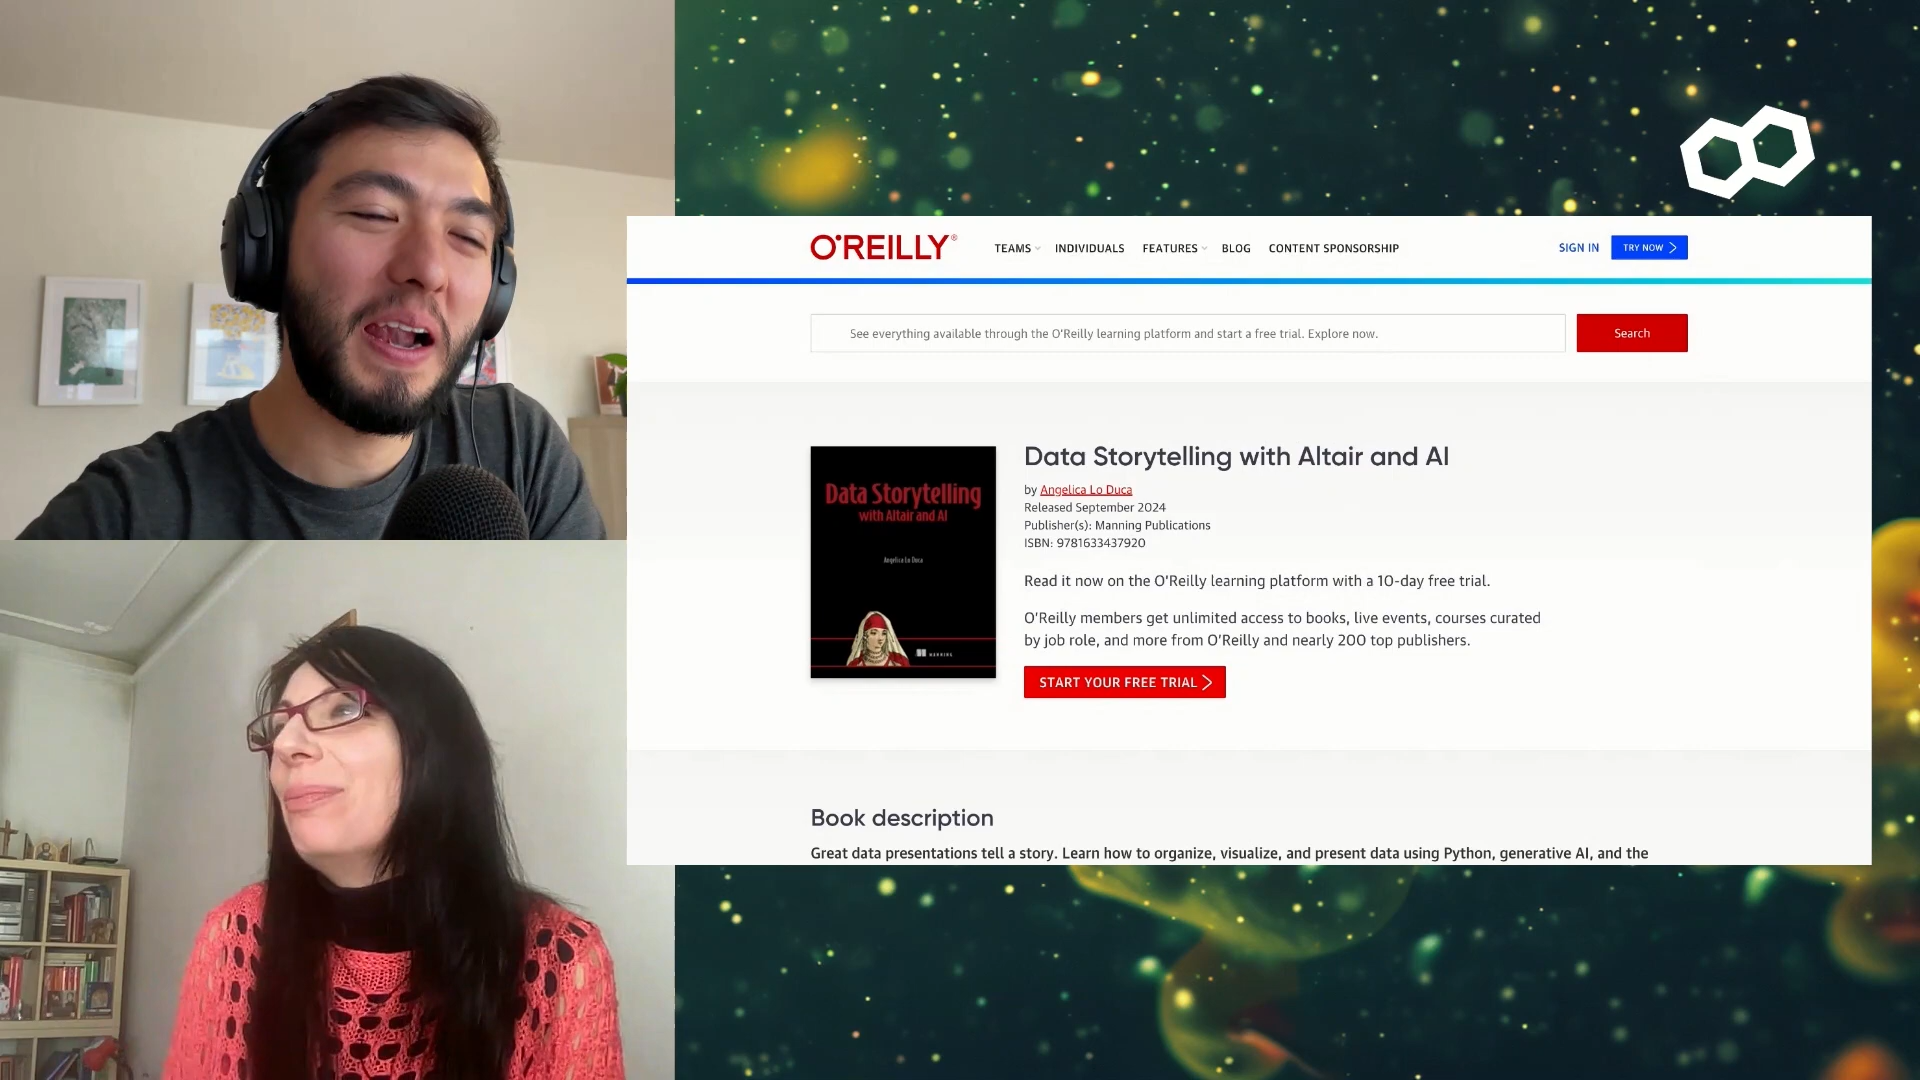 O'REILLY®
TEAMS
INDIVIDUALS
FEATURES
BLOG
CONTENT SPONSORSHIP
SIGN IN
TRY NOW
See everything available through the O'Reilly learning platform and start a free trial. Explore now.
Search
Data Storytelling
with Altair and AI
Angelica Lo Duca
MANNING
Data Storytelling with Altair and AI
by Angelica Lo Duca
Released September 2024
Publisher(s): Manning Publications
ISBN: 9781633437920
Read it now on the O'Reilly learning platform with a 10-day free trial.
O'Reilly members get unlimited access to books, live events, courses curated
by job role, and more from O'Reilly and nearly 200 top publishers.
START YOUR FREE TRIAL
Book description
Great data presentations tell a story. Learn how to organize, visualize, and present data using Python, generative AI, and the